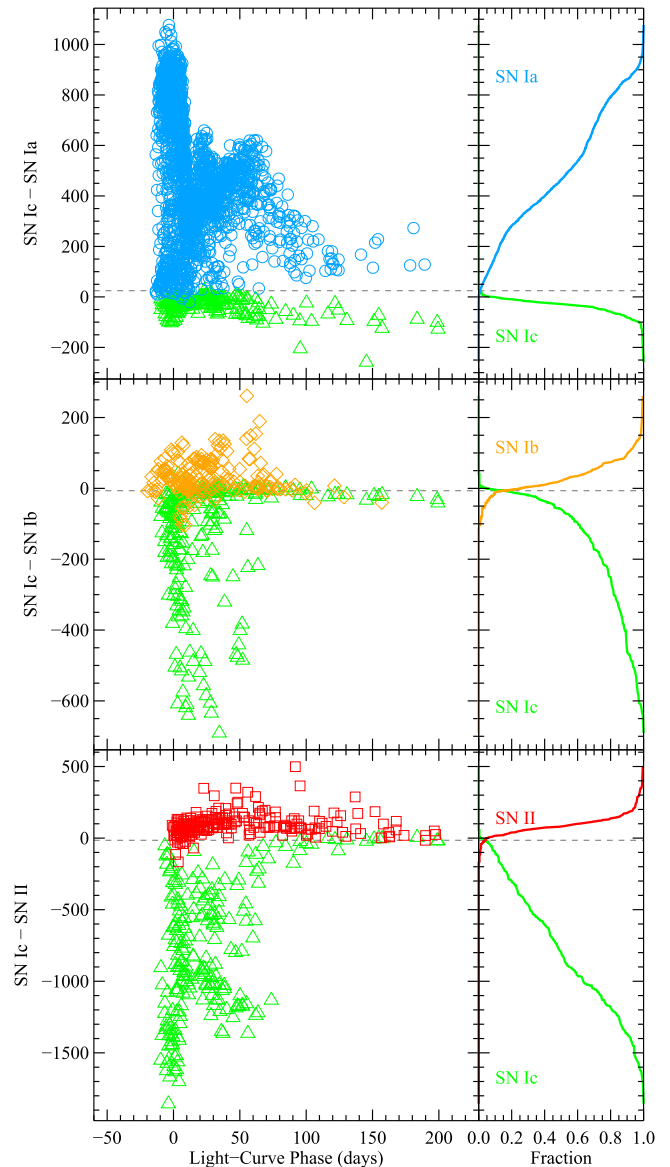 1000
800
600
400
200
0
−200
SN Ic − SN Ia
SN Ia
SN Ic
200
0
−200
−400
−600
SN Ic − SN Ib
SN Ib
SN Ic
500
0
−500
−1000
−1500
SN Ic − SN II
SN II
SN Ic
−50 0 50 100 150 200
Light−Curve Phase (days)
0.0 0.2 0.4 0.6 0.8 1.0
Fraction